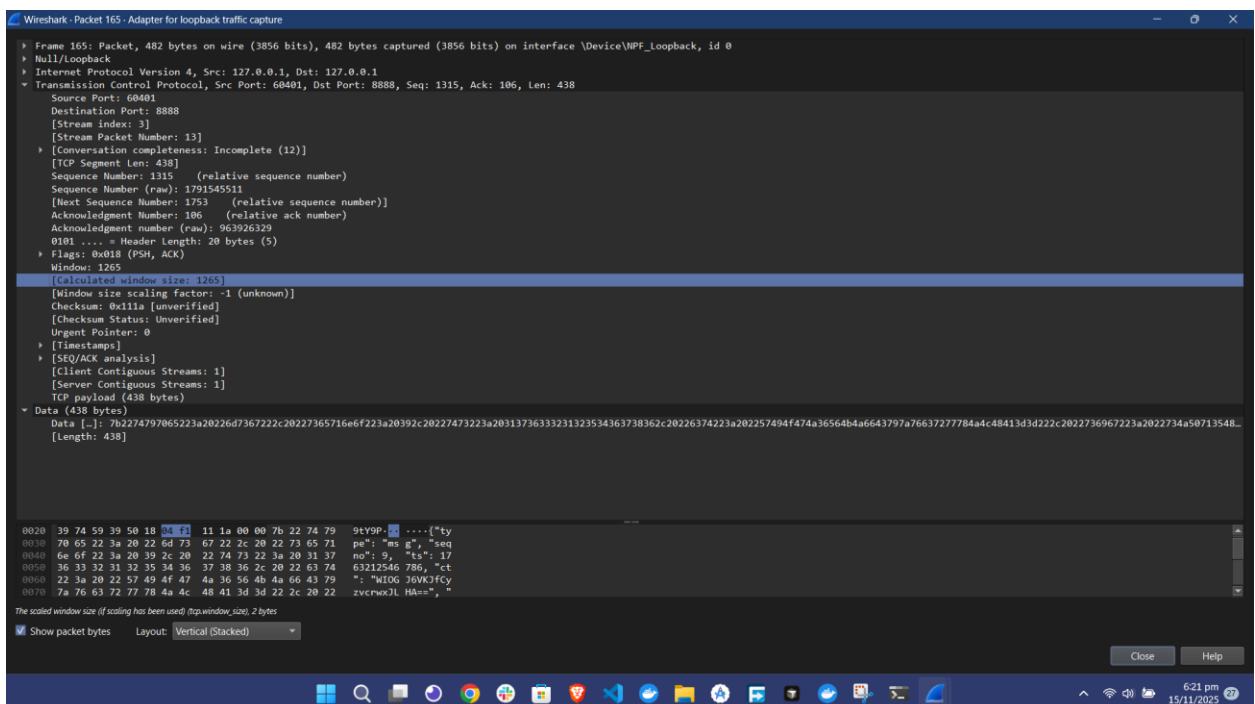 Wireshark · Packet 165 · Adapter for loopback traffic capture
Frame 165: Packet, 482 bytes on wire (3856 bits), 482 bytes captured (3856 bits) on interface \Device\NPF_Loopback, id 0
Null/Loopback
Internet Protocol Version 4, Src: 127.0.0.1, Dst: 127.0.0.1
Transmission Control Protocol, Src Port: 60401, Dst Port: 8888, Seq: 1315, Ack: 106, Len: 438
Source Port: 60401
Destination Port: 8888
[Stream index: 3]
[Stream Packet Number: 13]
[Conversation completeness: Incomplete (12)]
[TCP Segment Len: 438]
Sequence Number: 1315 (relative sequence number)
Sequence Number (raw): 1791545511
[Next Sequence Number: 1753 (relative sequence number)]
Acknowledgment Number: 106 (relative ack number)
Acknowledgment number (raw): 963926329
0101 .... = Header Length: 20 bytes (5)
Flags: 0x018 (PSH, ACK)
Window: 1265
[Calculated window size: 1265]
[Window size scaling factor: -1 (unknown)]
Checksum: 0x111a [unverified]
[Checksum Status: Unverified]
Urgent Pointer: 0
[Timestamps]
[SEQ/ACK analysis]
[Client Contiguous Streams: 1]
[Server Contiguous Streams: 1]
TCP payload (438 bytes)
Data (438 bytes)
Data […]:
[Length: 438]
0020 39 74 59 39 50 18 04 f1 11 1a 00 00 7b 22 74 79 9tY9P··· ····{"ty
0030 70 65 22 3a 20 22 6d 73 67 22 2c 20 22 73 65 71 pe": "ms g", "seq
0040 6e 6f 22 3a 20 39 2c 20 22 74 73 22 3a 20 31 37 no": 9, "ts": 17
0050 36 33 32 31 32 35 34 36 37 38 36 2c 20 22 63 74 63212546 786, "ct
0060 22 3a 20 22 57 49 4f 47 4a 36 56 4b 4a 66 43 79 ": "WIOG J6VKJfCy
0070 7a 76 63 72 77 78 4a 4c 48 41 3d 3d 22 2c 20 22 zvcrwxJL HA==", "
The scaled window size (if scaling has been used) (tcp.window_size), 2 bytes
Show packet bytes Layout: Vertical (Stacked)
Close Help
6:21 pm
15/11/2025
27